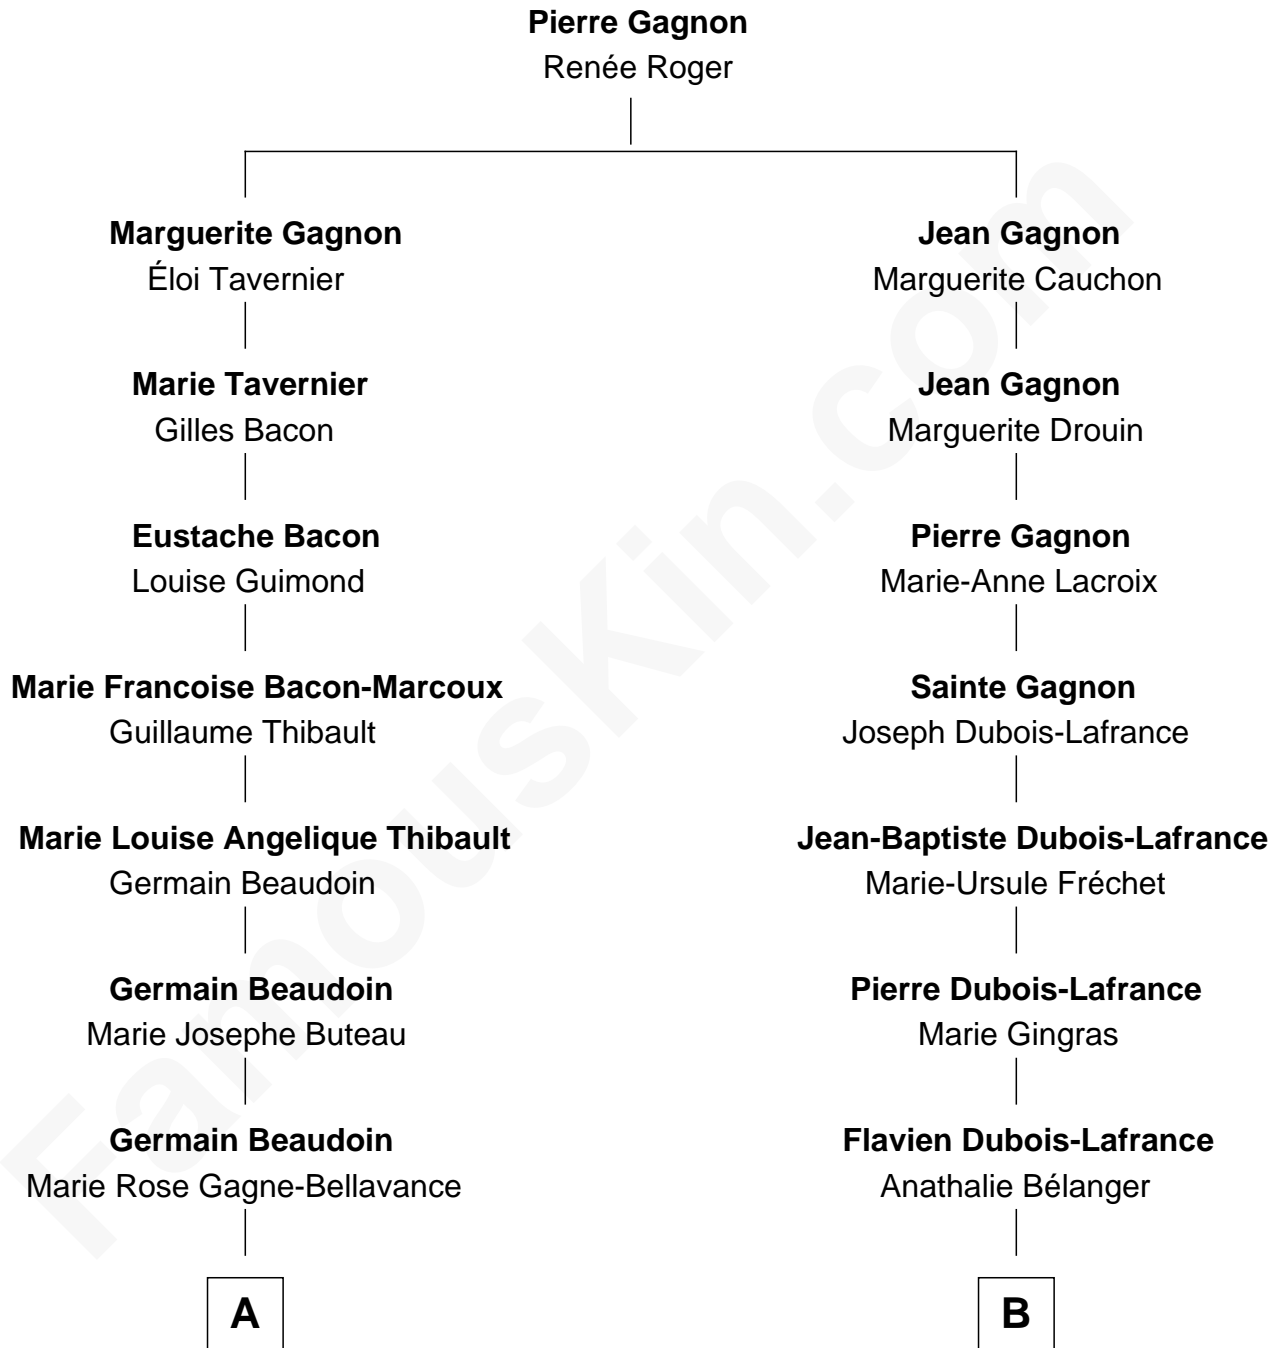 Pierre Gagnon
Renée Roger
Marguerite Gagnon
Éloi Tavernier
Jean Gagnon
Marguerite Cauchon
Marie Tavernier
Gilles Bacon
Jean Gagnon
Marguerite Drouin
Eustache Bacon
Louise Guimond
Pierre Gagnon
Marie-Anne Lacroix
Marie Francoise Bacon-Marcoux
Guillaume Thibault
Sainte Gagnon
Joseph Dubois-Lafrance
Marie Louise Angelique Thibault
Germain Beaudoin
Jean-Baptiste Dubois-Lafrance
Marie-Ursule Fréchet
Germain Beaudoin
Marie Josephe Buteau
Pierre Dubois-Lafrance
Marie Gingras
Germain Beaudoin
Marie Rose Gagne-Bellavance
Flavien Dubois-Lafrance
Anathalie Bélanger
A
B
FamousKin.com